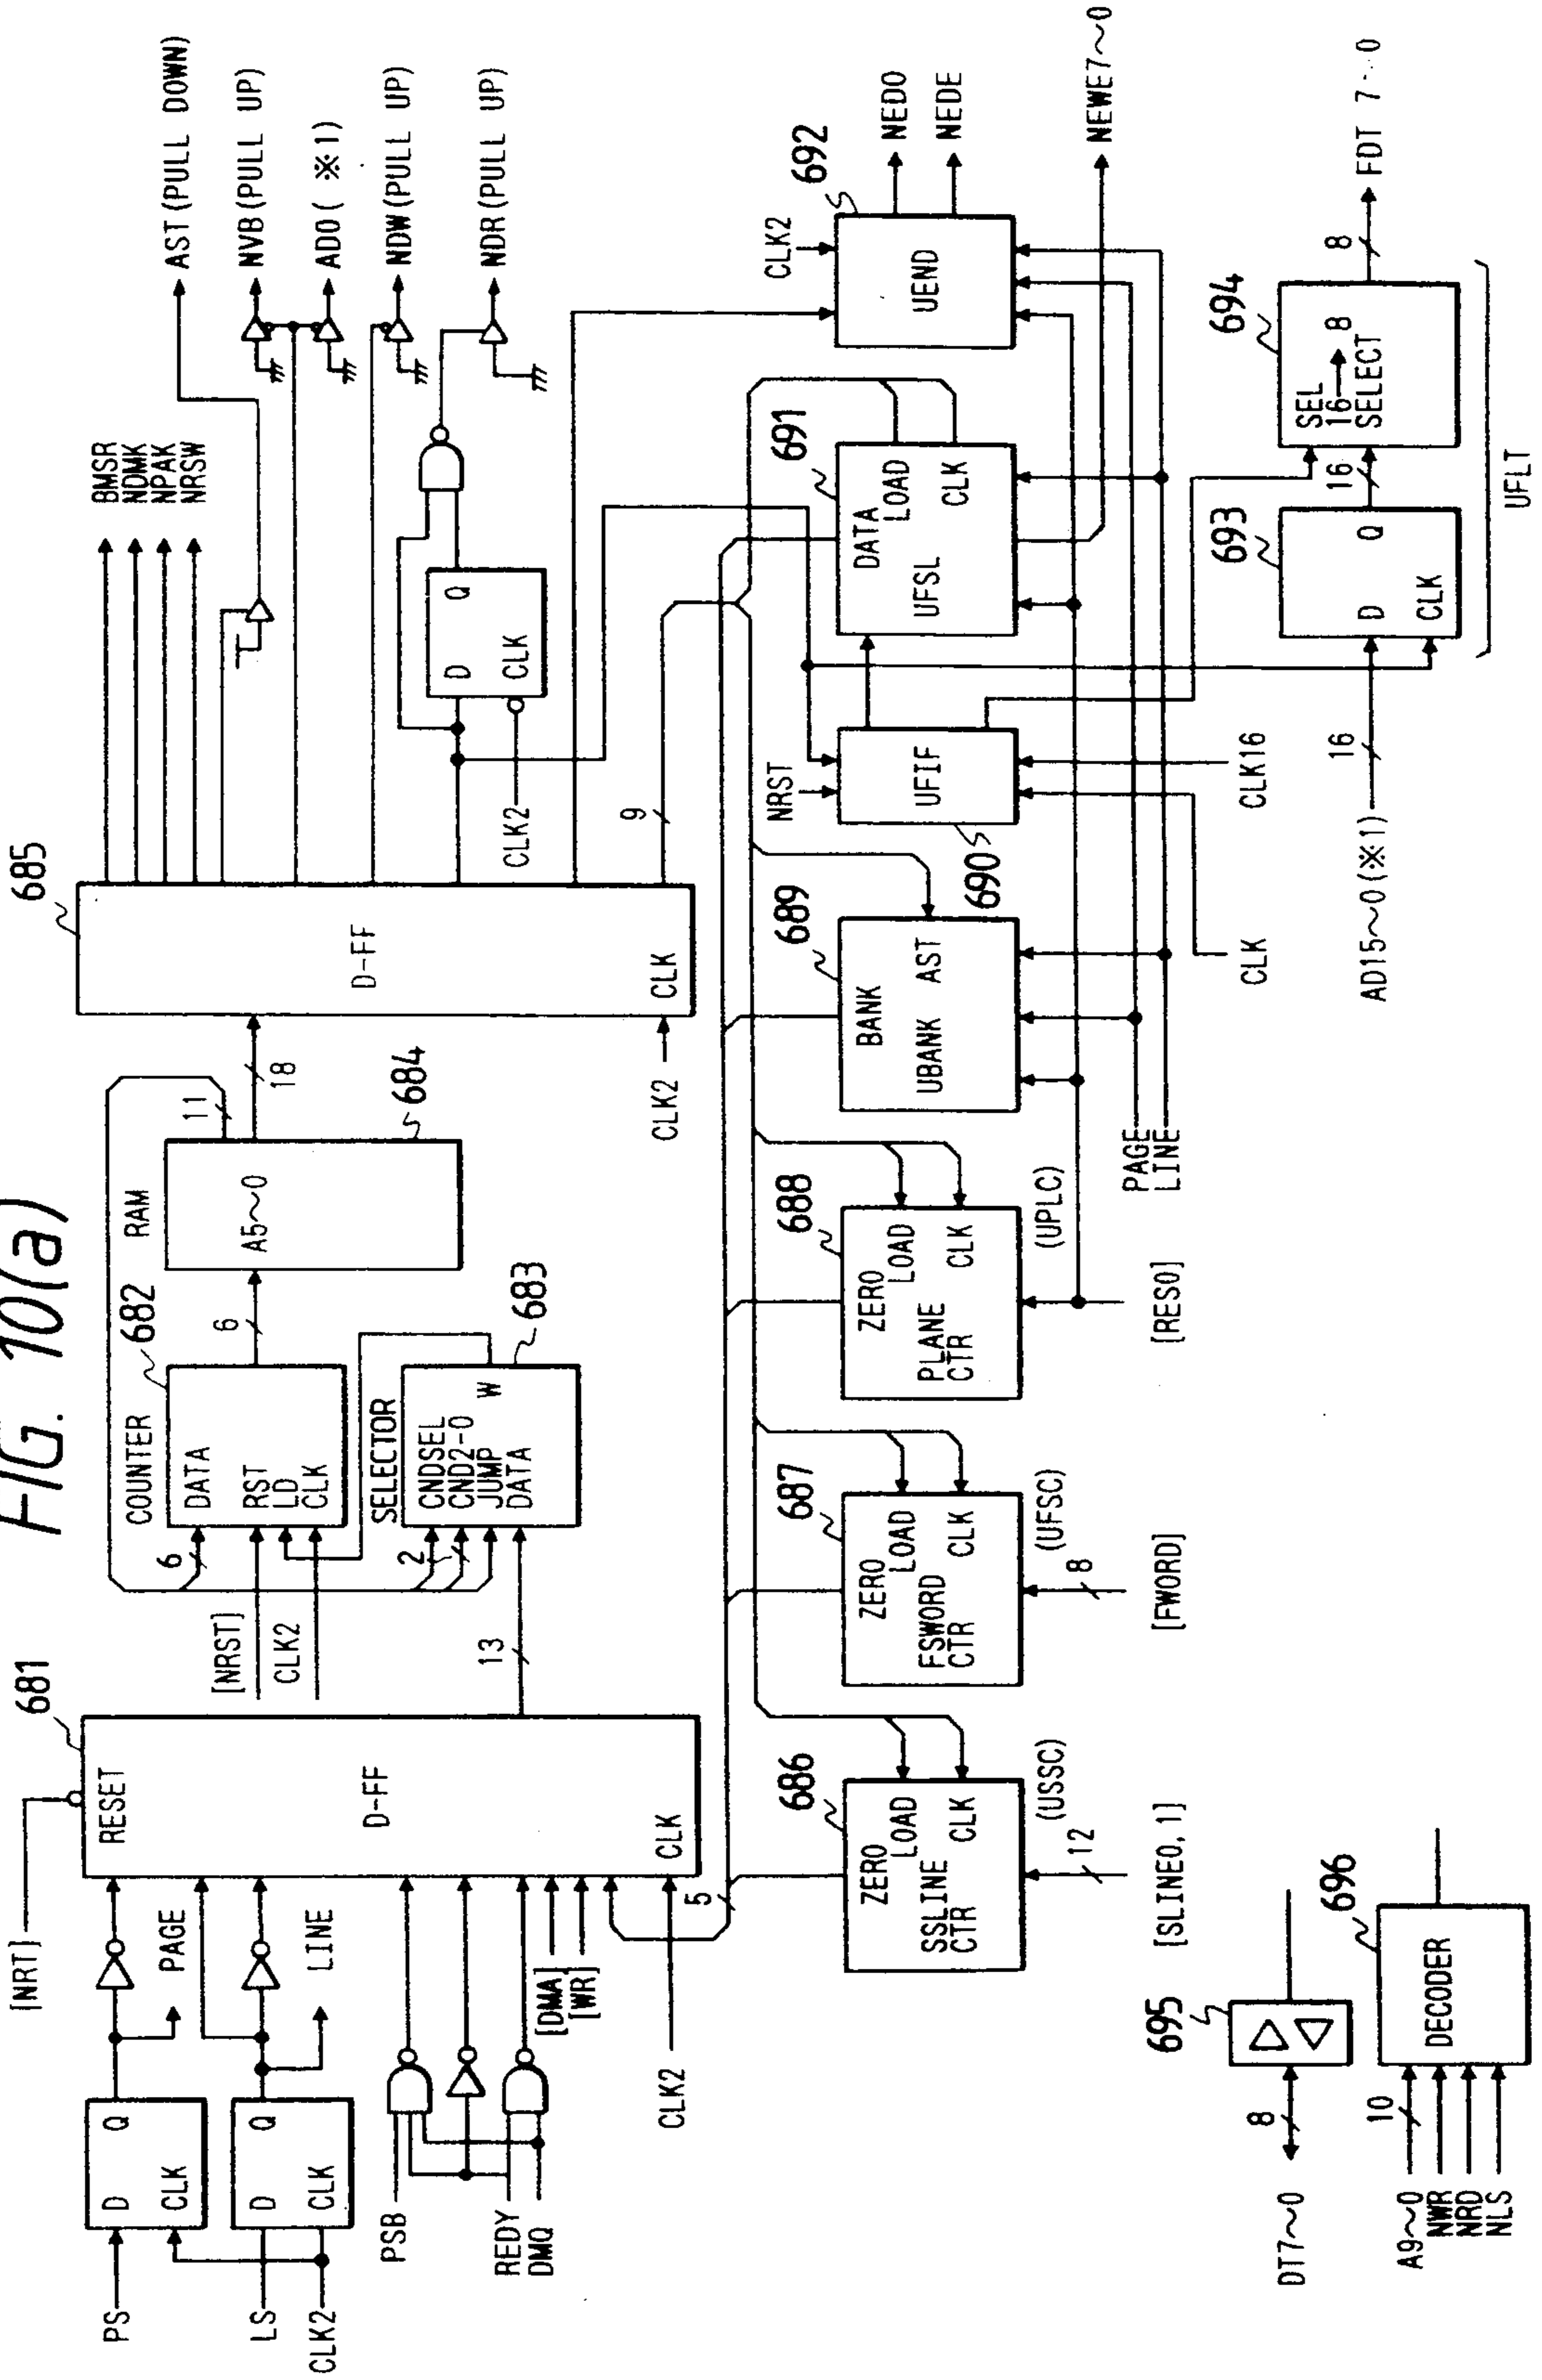 FIG. 10(a)
[NRT]
681
RESET
D-FF
CLK
PS
D Q
CLK
PAGE
LS
D Q
CLK
CLK2
LINE
PSB
REDY
DMQ
[DMA]
[WR]
CLK2
5
13
[NRST]
CLK2
COUNTER
682
DATA
RST
LD
CLK
6
6
SELECTOR
683
CNDSEL
CND2-0
JUMP
DATA
W
2
RAM
684
A5~0
11
18
685
D-FF
CLK
CLK2
BMSR
NDMK
NPAK
NRSW
AST(PULL DOWN)
NVB(PULL UP)
AD0(※1)
NDW(PULL UP)
NDR(PULL UP)
D Q
CLK
CLK2
9
686
ZERO
LOAD
SSLINE
CTR
CLK
(USSC)
12
[SLINE0, 1]
687
ZERO
LOAD
FSWORD
CTR
CLK
(UFSC)
8
[FWORD]
688
ZERO
LOAD
PLANE
CTR
CLK
(UPLC)
[RES0]
PAGE
LINE
689
BANK
UBANK AST
NRST
UFIF
690
CLK
CLK16
691
DATA
LOAD
UFSL CLK
692
CLK2
UEND
NEDO
NEDE
NEWE7~0
AD15~0(※1)
16
693
D Q
CLK
16
694
SEL
16→8
SELECT
8
FDT 7~0
UFLT
695
8
DT7~0
696
DECODER
10
A9~0
NWR
NRD
NLS